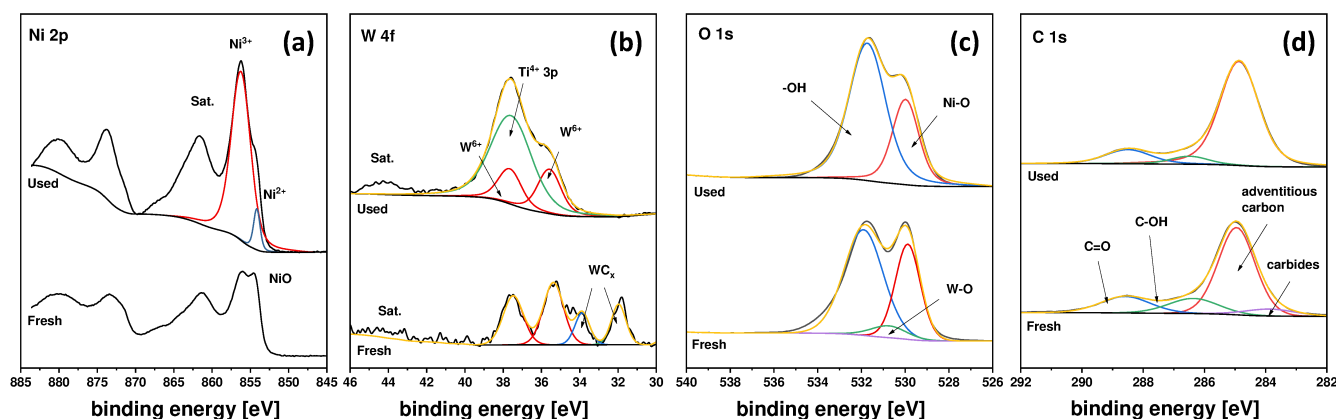 Ni 2p
(a)
Ni3+
Sat.
Ni2+
Used
NiO
Fresh
885 880 870 865 860 850 845
binding energy [eV]
W 4f
(b)
Ti4+ 3p
W6+
W6+
Sat.
Used
WCx
Sat.
Fresh
46 44 42 40 38 36 34 32 30
binding energy [eV]
O 1s
(c)
-OH
Ni-O
Used
W-O
Fresh
540 538 536 534 532 530 528 526
binding energy [eV]
C 1s
(d)
Used
adventitious
carbon
C-OH
C=O
carbides
Fresh
292 290 288 286 284 282
binding energy [eV]